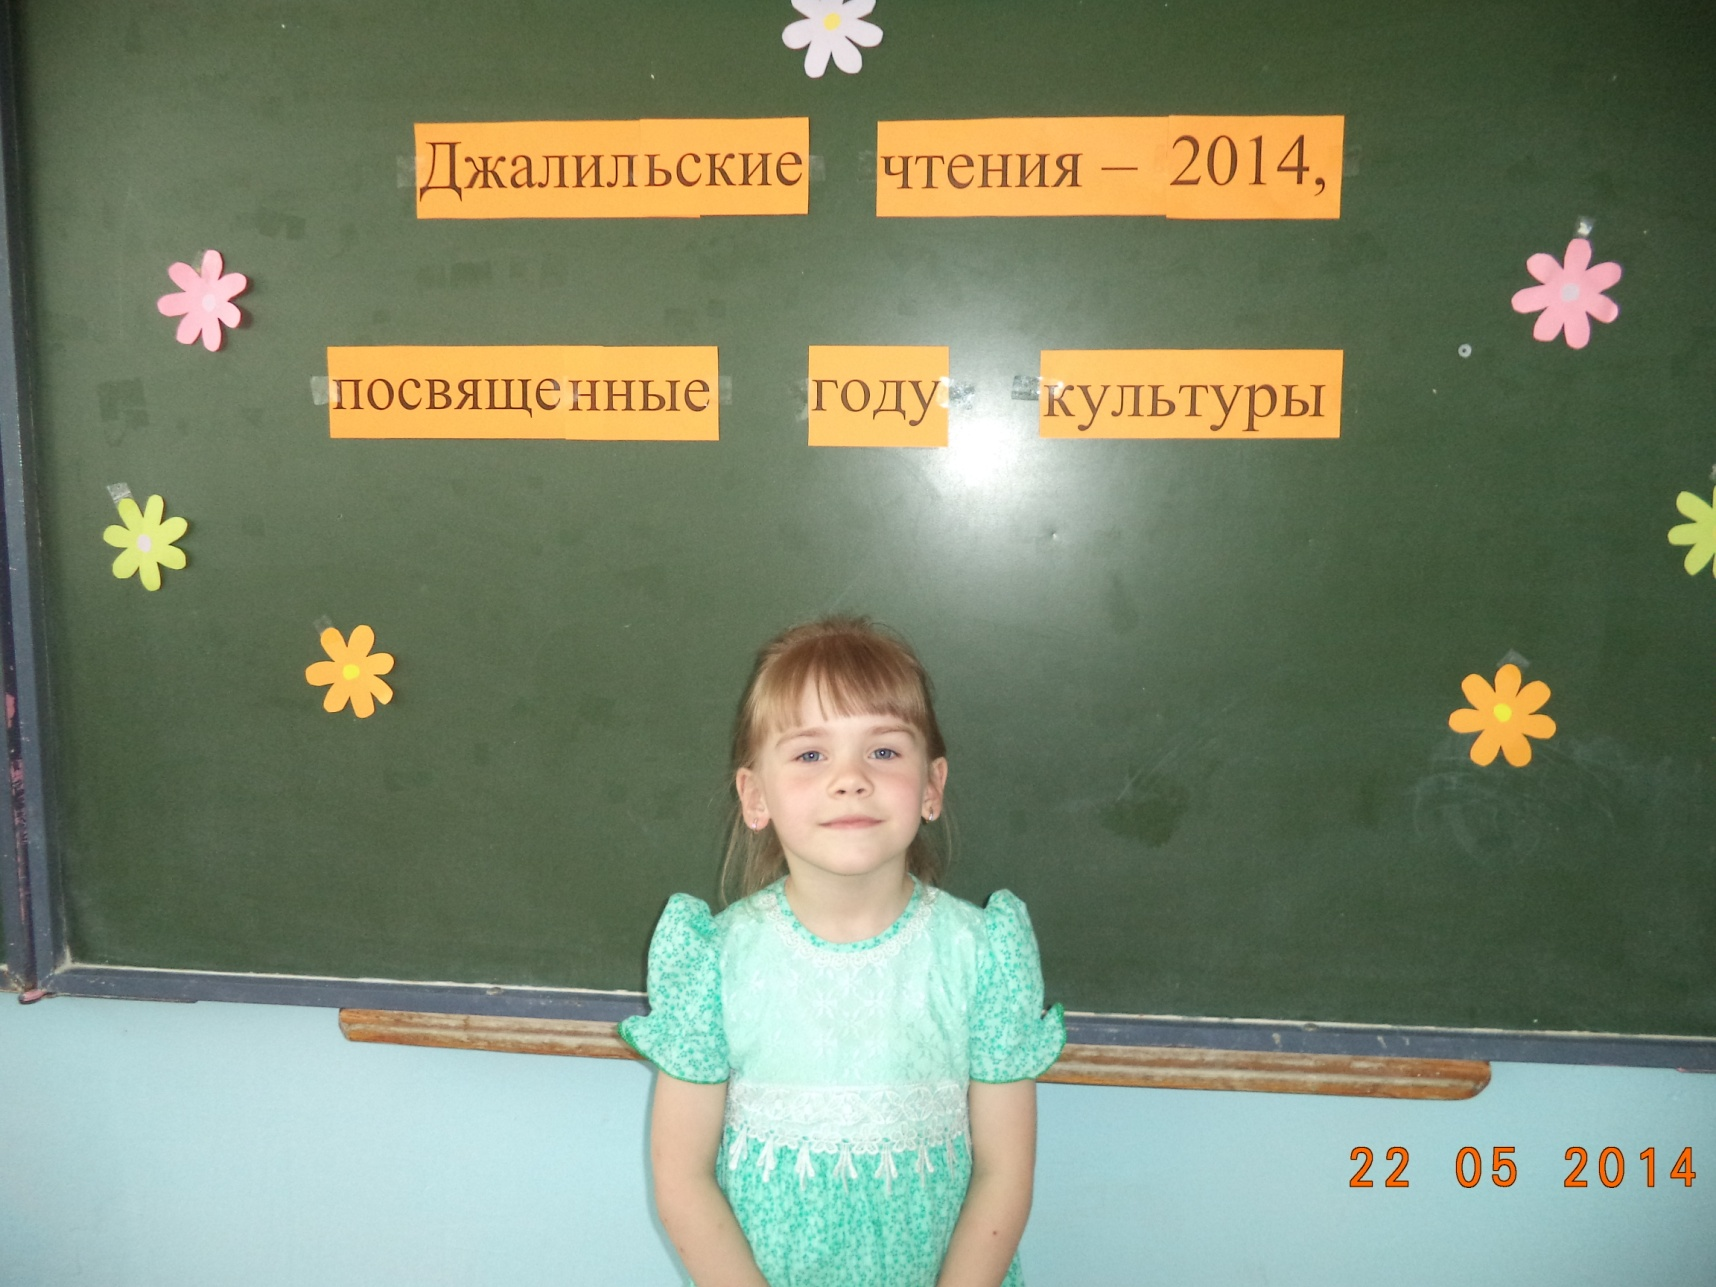 Джалильские чтения – 2014,
посвященные году культуры
22 05 2014